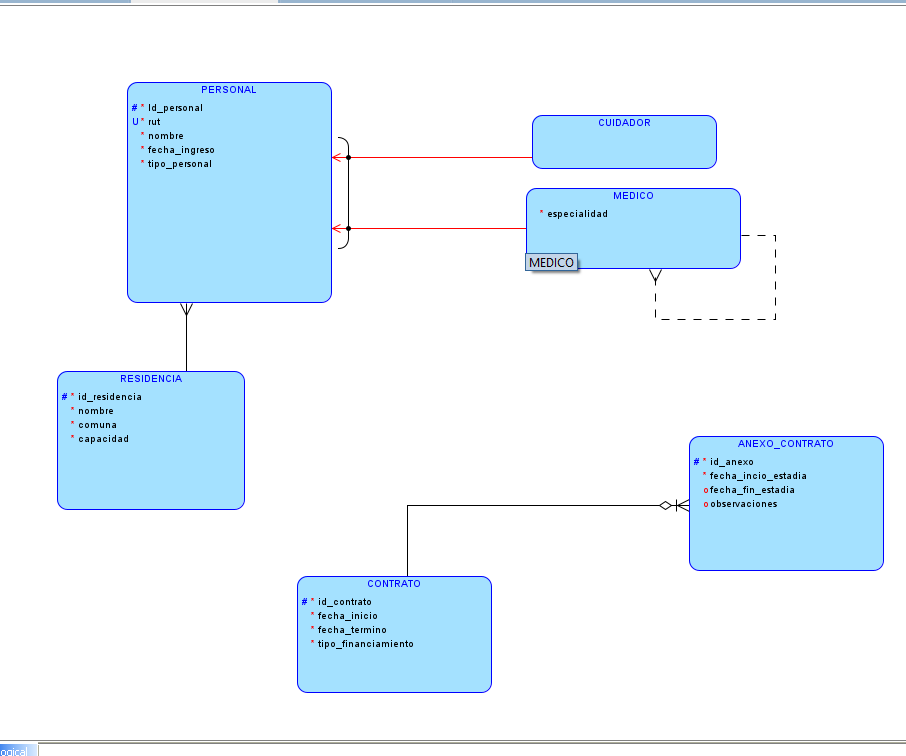 PERSONAL
# * Id_personal
U * rut
* nombre
* fecha_ingreso
* tipo_personal
CUIDADOR
MEDICO
* especialidad
MEDICO
RESIDENCIA
# * id_residencia
* nombre
* comuna
* capacidad
ANEXO_CONTRATO
# * id_anexo
* fecha_incio_estadia
o fecha_fin_estadia
o observaciones
CONTRATO
# * id_contrato
* fecha_inicio
* fecha_termino
* tipo_financiamiento
ogical